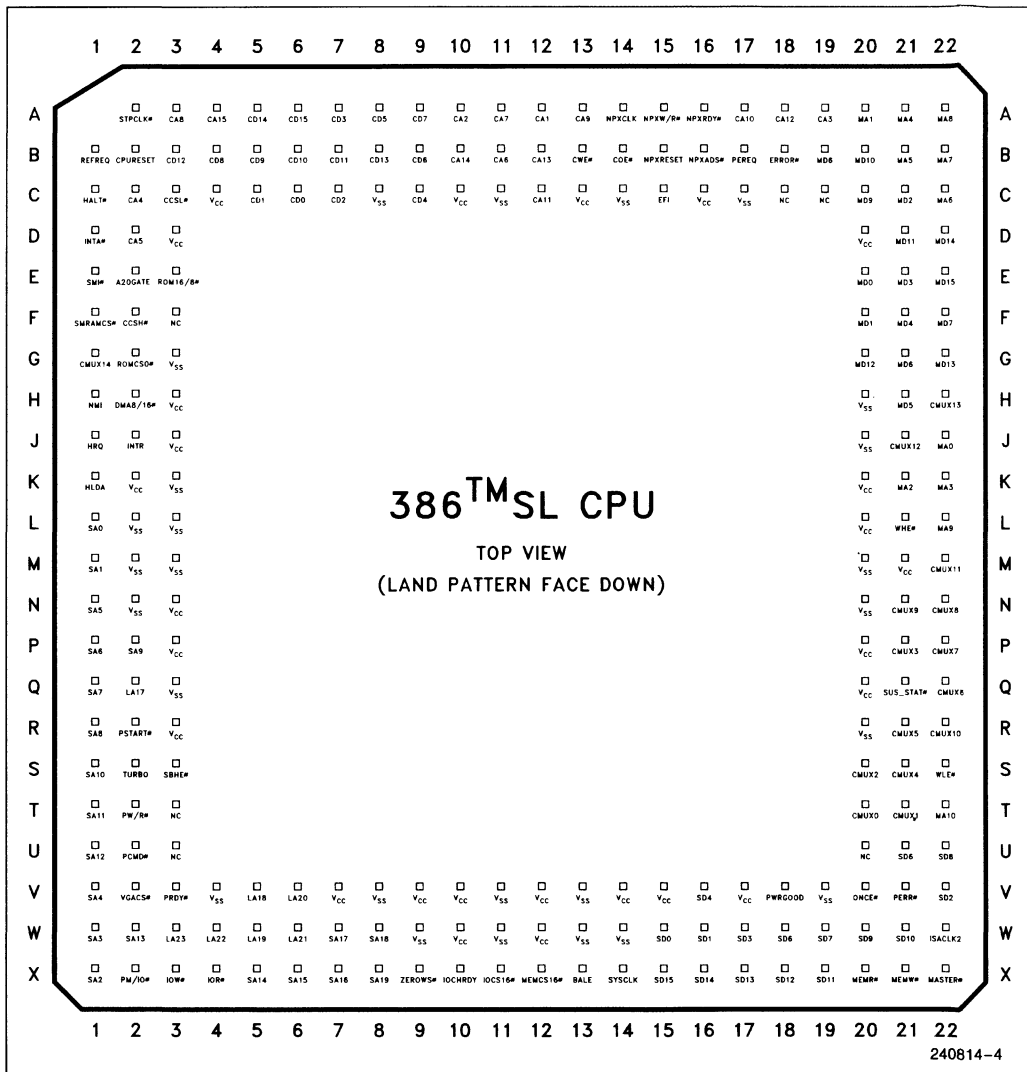 1 2 3 4 5 6 7 8 9 10 11 12 13 14 15 16 17 18 19 20 21 22
A A
STPCLK# CA8 CA15 CD14 CD15 CD3 CD5 CD7 CA2 CA7 CA1 CA9 NPXCLK NPXW/R# NPXRDY# CA10 CA12 CA3 MA1 MA4 MA8
B B
REFREQ CPURESET CD12 CD8 CD9 CD10 CD11 CD13 CD6 CA14 CA6 CA13 CWE# COE# NPXRESET NPXADS# PEREQ ERROR# MD8 MD10 MA5 MA7
C C
HALT# CA4 CCSL# VCC CD1 CD0 CD2 VSS CD4 VCC VSS CA11 VCC VSS EFI VCC VSS NC NC MD9 MD2 MA6
D D
INTA# CA5 VCC VCC MD11 MD14
E E
SMI# A20GATE ROM16/8# MD0 MD3 MD15
F F
SMRAMCS# CCSH# NC MD1 MD4 MD7
G G
CMUX14 ROMCS0# VSS MD12 MD6 MD13
H H
NMI DMA8/16# VCC VSS MD5 CMUX13
J J
HRQ INTR VCC VSS CMUX12 MA0
K K
HLDA VCC VSS VCC MA2 MA3
386™SL CPU
L L
SA0 VSS VSS VCC WHE# MA9
TOP VIEW
M M
SA1 VSS VSS VSS VCC CMUX11
(LAND PATTERN FACE DOWN)
N N
SA5 VSS VCC VSS CMUX9 CMUX8
P P
SA6 SA9 VCC VCC CMUX3 CMUX7
Q Q
SA7 LA17 VSS VCC SUS_STAT# CMUX6
R R
SA8 PSTART# VCC VSS CMUX5 CMUX10
S S
SA10 TURBO SBHE# CMUX2 CMUX4 WLE#
T T
SA11 PW/R# NC CMUX0 CMUX1 MA10
U U
SA12 PCMD# NC NC SD6 SD8
V V
SA4 VGACS# PRDY# VSS LA18 LA20 VCC VSS VCC VCC VSS VCC VSS VCC VCC SD4 VCC PWRGOOD VSS ONCE# PERR# SD2
W W
SA3 SA13 LA23 LA22 LA19 LA21 SA17 SA18 VSS VCC VSS VCC VSS VSS SD0 SD1 SD3 SD6 SD7 SD9 SD10 ISACLK2
X X
SA2 PM/IO# IOW# IOR# SA14 SA15 SA16 SA19 ZEROWS# IOCHRDY IOCS16# MEMCS16# BALE SYSCLK SD15 SD14 SD13 SD12 SD11 MEMR# MEMW# MASTER#
1 2 3 4 5 6 7 8 9 10 11 12 13 14 15 16 17 18 19 20 21 22
240814-4